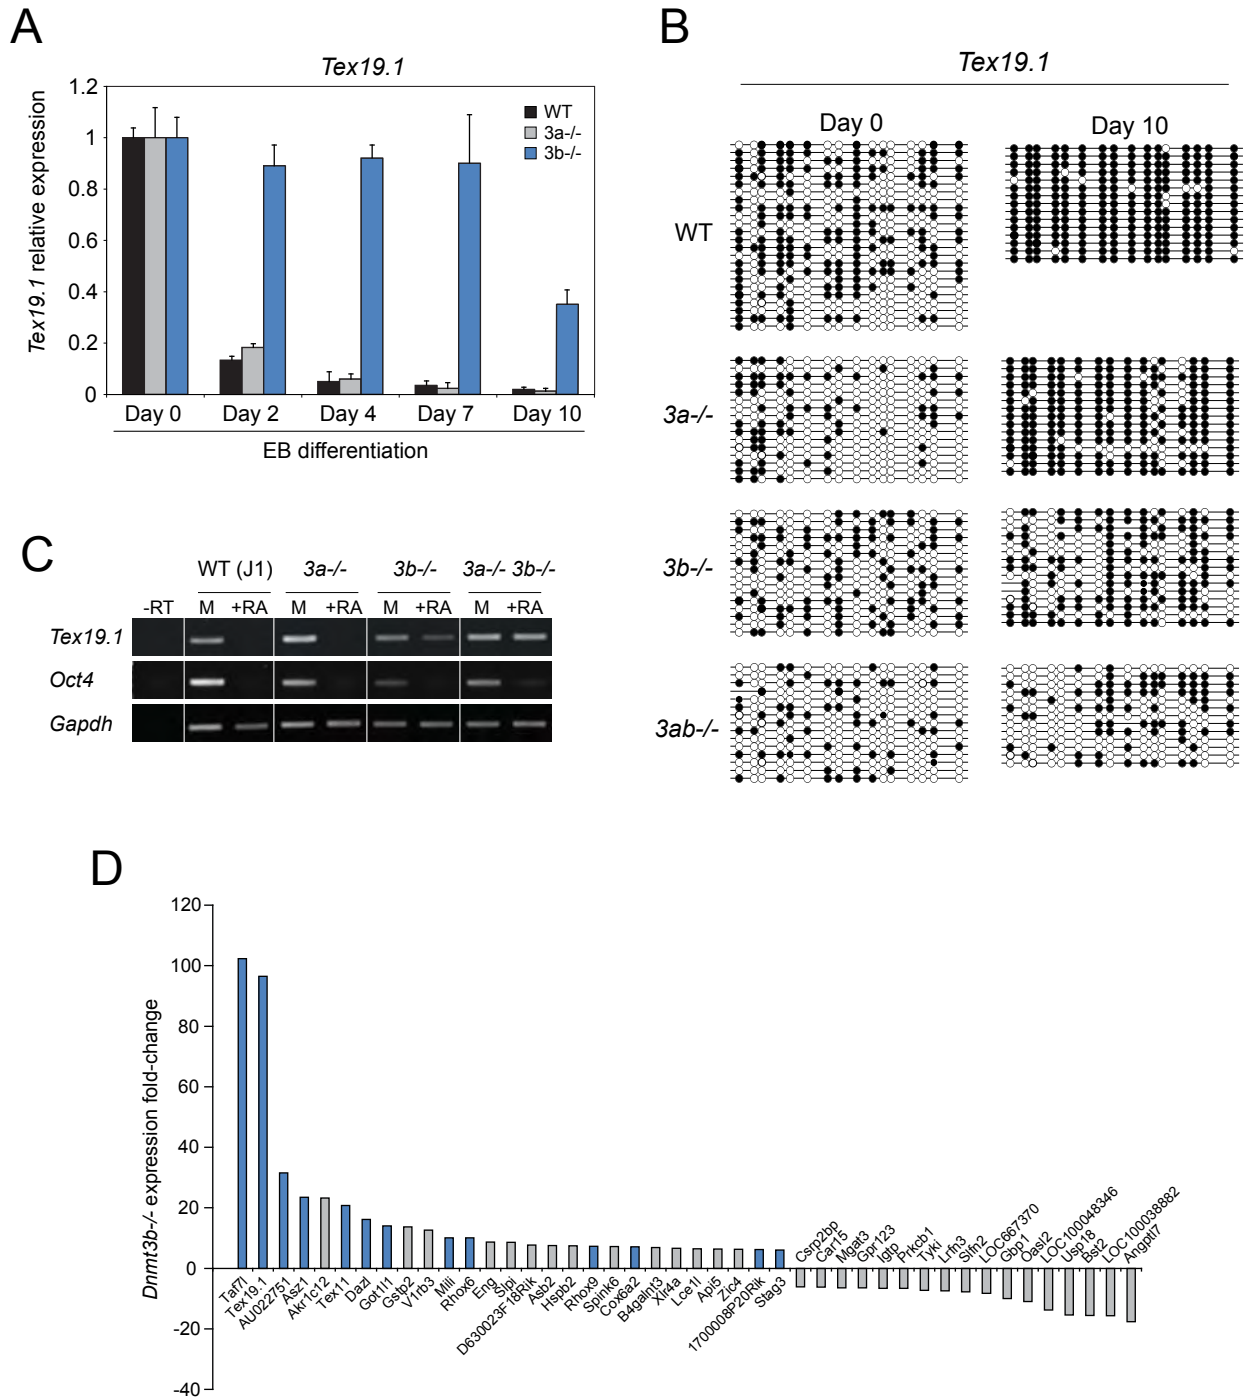 A
Tex19.1
Tex19.1 relative expression
1.2
1
0.8
0.6
0.4
0.2
0
WT
3a-/-
3b-/-
Day 0 Day 2 Day 4 Day 7 Day 10
EB differentiation
B
Tex19.1
Day 0 Day 10
WT
3a-/-
3b-/-
3ab-/-
C
WT (J1) 3a-/- 3b-/- 3a-/- 3b-/-
-RT M +RA M +RA M +RA M +RA
Tex19.1
Oct4
Gapdh
D
Dnmt3b-/- expression fold-change
120
100
80
60
40
20
0
-20
-40
Taf7l
Tex19.1
AU022751
Asz1
Akr1c12
Tex11
Dazl
Got1l1
Gstp2
V1rb3
Mlli
Rhox6
Eng
Slpi
D630023F18Rik
Asb2
Hspb2
Rhox9
Spink6
Cox6a2
B4galnt3
Xlr4a
Lce1l
Api5
Zic4
1700008P20Rik
Stag3
Csrp2bp
Car15
Mgat3
Gpr123
Igtp
Prkcb1
Tyki
Lrfn3
Slfn2
LOC667370
Gbp1
Oasl2
LOC100048346
Usp18
Bst2
LOC100038882
Angptl7